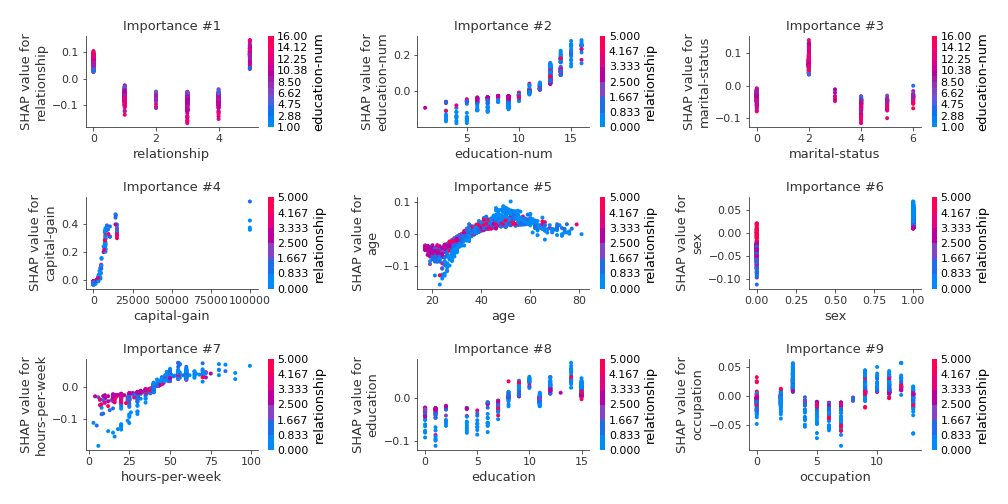 Importance #1
SHAP value for
relationship
0.1
0.0
−0.1
0
2
4
relationship
16.00
14.12
12.25
10.38
8.50
6.62
4.75
2.88
1.00
education-num
Importance #2
SHAP value for
education-num
0.2
0.0
5
10
15
education-num
5.000
4.167
3.333
2.500
1.667
0.833
0.000
relationship
Importance #3
SHAP value for
marital-status
0.1
0.0
−0.1
0
2
4
6
marital-status
16.00
14.12
12.25
10.38
8.50
6.62
4.75
2.88
1.00
education-num
Importance #4
SHAP value for
capital-gain
0.4
0.2
0.0
0
25000
50000
75000
100000
capital-gain
5.000
4.167
3.333
2.500
1.667
0.833
0.000
relationship
Importance #5
SHAP value for
age
0.1
0.0
−0.1
20
40
60
80
age
5.000
4.167
3.333
2.500
1.667
0.833
0.000
relationship
Importance #6
SHAP value for
sex
0.05
0.00
−0.05
−0.10
0.00
0.25
0.50
0.75
1.00
sex
5.000
4.167
3.333
2.500
1.667
0.833
0.000
relationship
Importance #7
SHAP value for
hours-per-week
0.0
−0.1
0
25
50
75
100
hours-per-week
5.000
4.167
3.333
2.500
1.667
0.833
0.000
relationship
Importance #8
SHAP value for
education
0.0
−0.1
0
5
10
15
education
5.000
4.167
3.333
2.500
1.667
0.833
0.000
relationship
Importance #9
SHAP value for
occupation
0.05
0.00
−0.05
0
5
10
occupation
5.000
4.167
3.333
2.500
1.667
0.833
0.000
relationship